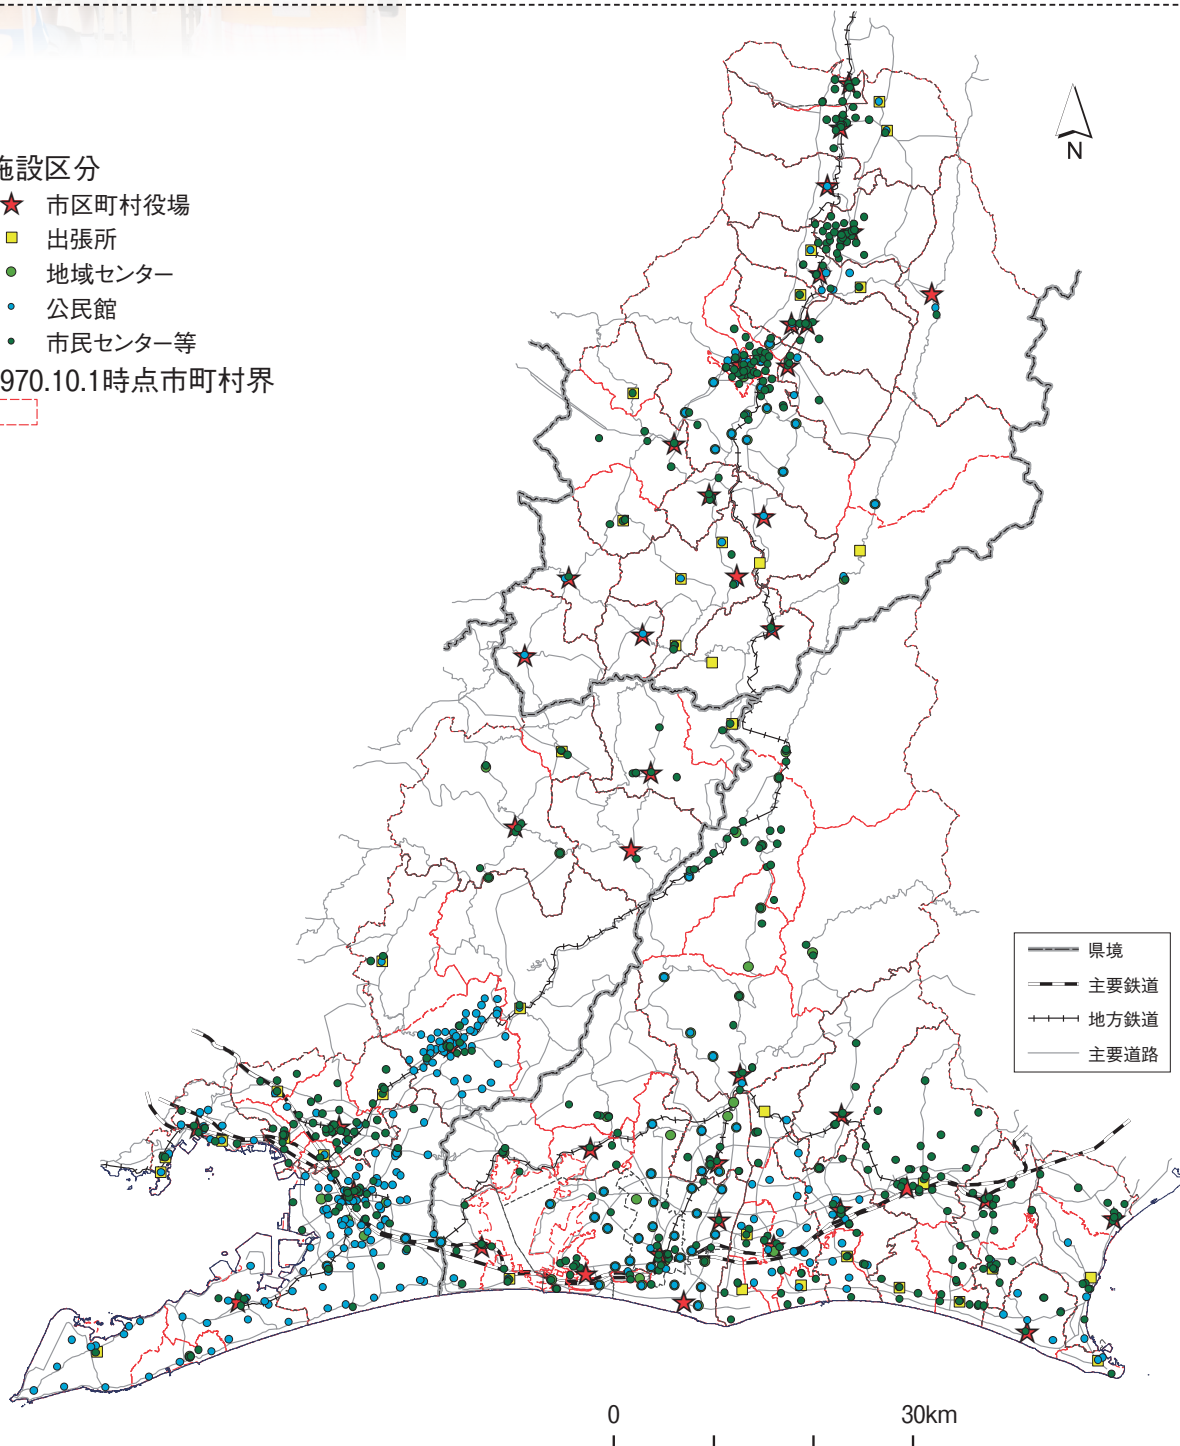 N
施設区分
市区町村役場
出張所
地域センター
公民館
市民センター等
970.10.1時点市町村界
県境
主要鉄道
地方鉄道
主要道路
0 30km